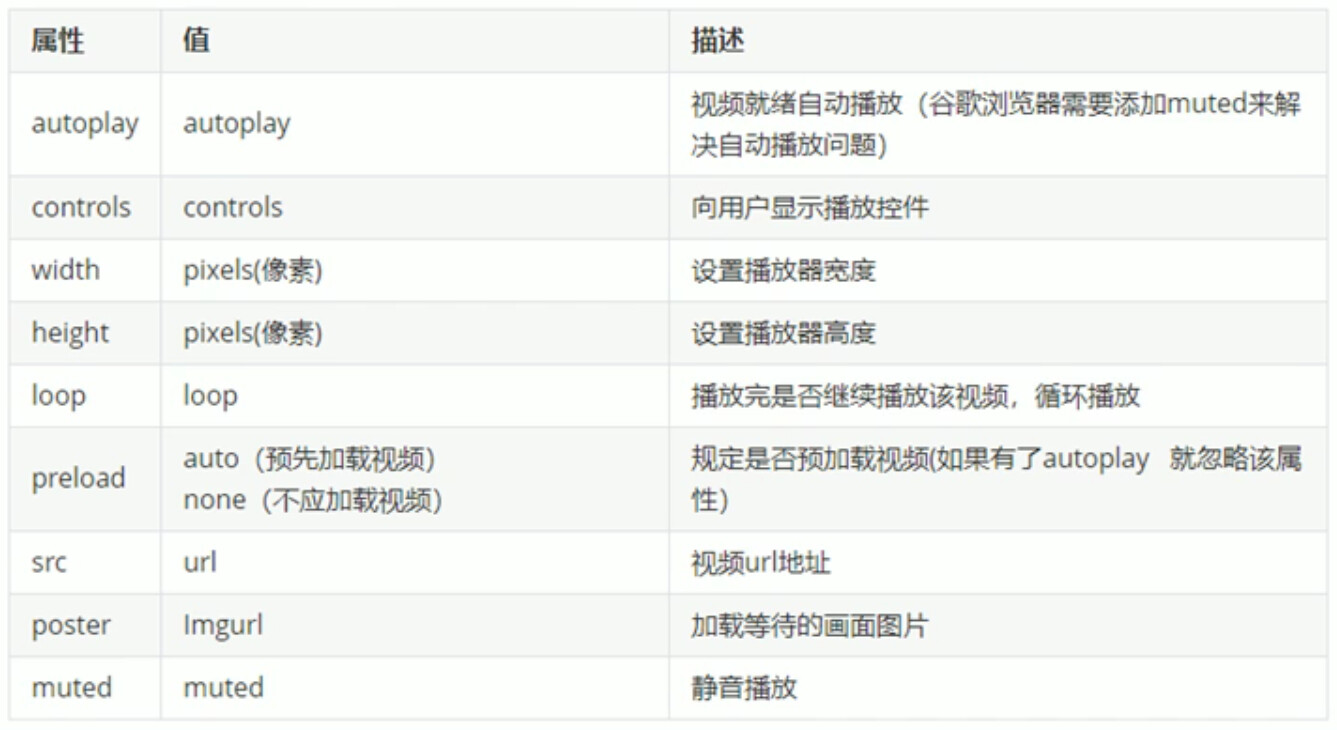 属性 值 描述
autoplay autoplay 视频就绪自动播放（谷歌浏览器需要添加muted来解
决自动播放问题）
controls controls 向用户显示播放控件
width pixels(像素) 设置播放器宽度
height pixels(像素) 设置播放器高度
loop loop 播放完是否继续播放该视频，循环播放
preload auto（预先加载视频） 规定是否预加载视频(如果有了autoplay 就忽略该属
none（不应加载视频） 性）
src url 视频url地址
poster Imgurl 加载等待的画面图片
muted muted 静音播放